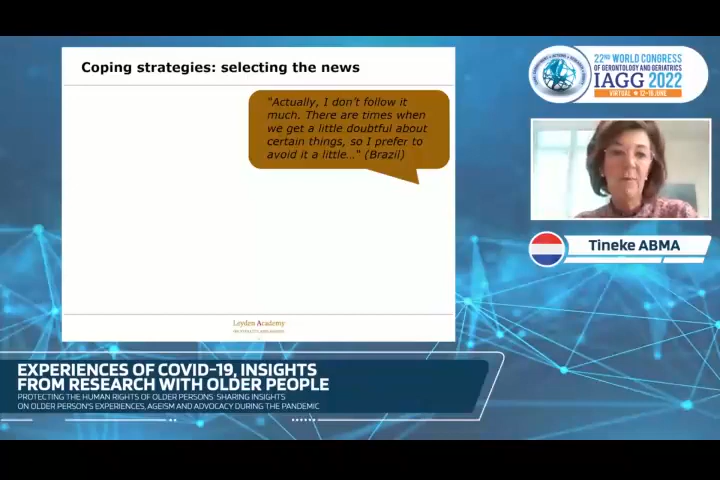 Coping strategies: selecting the news
"Actually, I don't follow it
much. There are times when
we get a little doubtful about
certain things, so I prefer to
avoid it a little…" (Brazil)
Leyden Academy
22ND WORLD CONGRESS
OF GERONTOLOGY AND GERIATRICS
IAGG 2022
VIRTUAL ★ 12-16 JUNE
Tineke ABMA
EXPERIENCES OF COVID-19, INSIGHTS
FROM RESEARCH WITH OLDER PEOPLE
PROTECTING THE HUMAN RIGHTS OF OLDER PERSONS: SHARING INSIGHTS
ON OLDER PERSON'S EXPERIENCES, AGEISM AND ADVOCACY DURING THE PANDEMIC